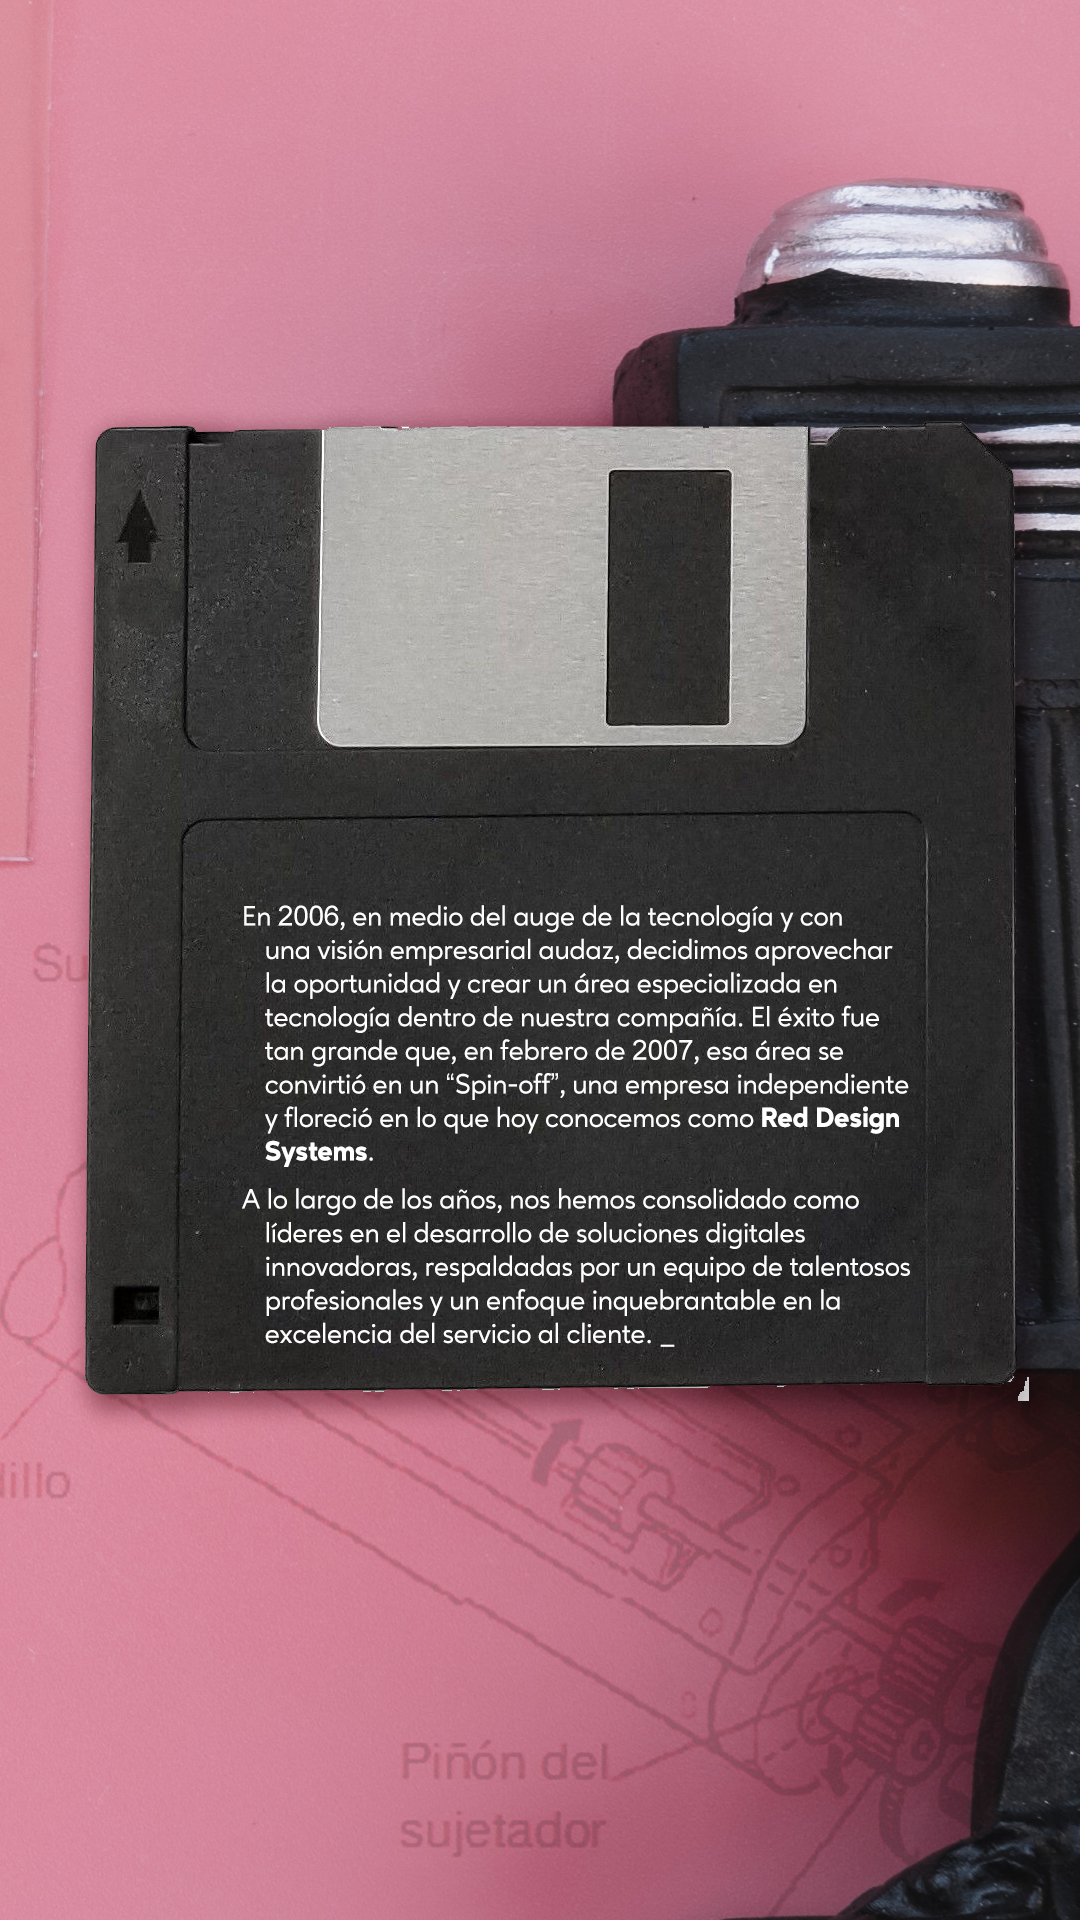 En 2006, en medio del auge de la tecnología y con
una visión empresarial audaz, decidimos aprovechar
la oportunidad y crear un área especializada en
tecnología dentro de nuestra compañía. El éxito fue
tan grande que, en febrero de 2007, esa área se
convirtió en un “Spin-off”, una empresa independiente
y floreció en lo que hoy conocemos como Red Design
Systems.
A lo largo de los años, nos hemos consolidado como
líderes en el desarrollo de soluciones digitales
innovadoras, respaldadas por un equipo de talentosos
profesionales y un enfoque inquebrantable en la
excelencia del servicio al cliente. _
Piñón del
sujetador